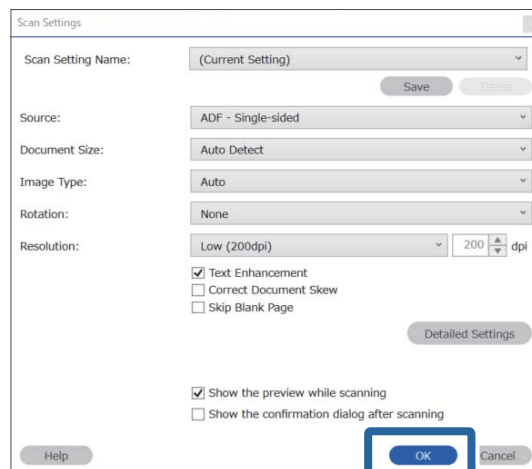 Scan Settings
Scan Setting Name: (Current Setting)
Save Delete
Source: ADF - Single-sided
Document Size: Auto Detect
Image Type: Auto
Rotation: None
Resolution: Low (200dpi) 200 dpi
Text Enhancement
Correct Document Skew
Skip Blank Page
Detailed Settings
Show the preview while scanning
Show the confirmation dialog after scanning
Help OK Cancel